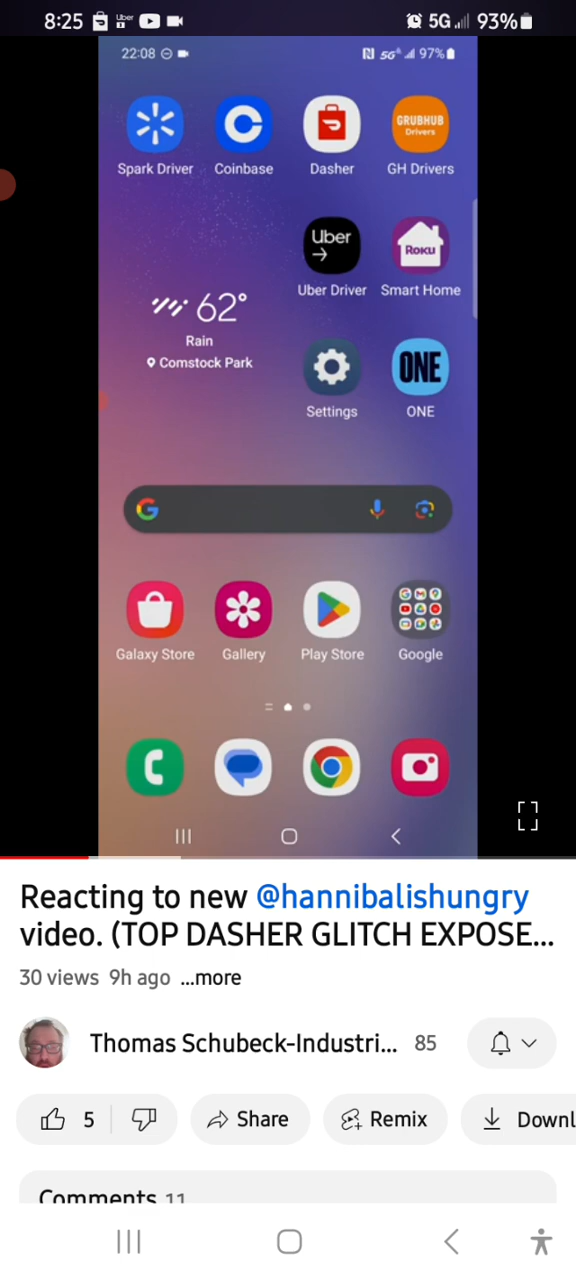 8:25 Uber 5G 93%
22:08 5G 97%
GRUBHUB
Drivers
Spark Driver Coinbase Dasher GH Drivers
Uber
ROKU
Uber Driver Smart Home
62°
Rain
Comstock Park
ONE
Settings ONE
G
Galaxy Store Gallery Play Store Google
Reacting to new @hannibalishungry
video. (TOP DASHER GLITCH EXPOSE...
30 views 9h ago ...more
Thomas Schubeck-Industri... 85
5 Share Remix Downl
Comments 11